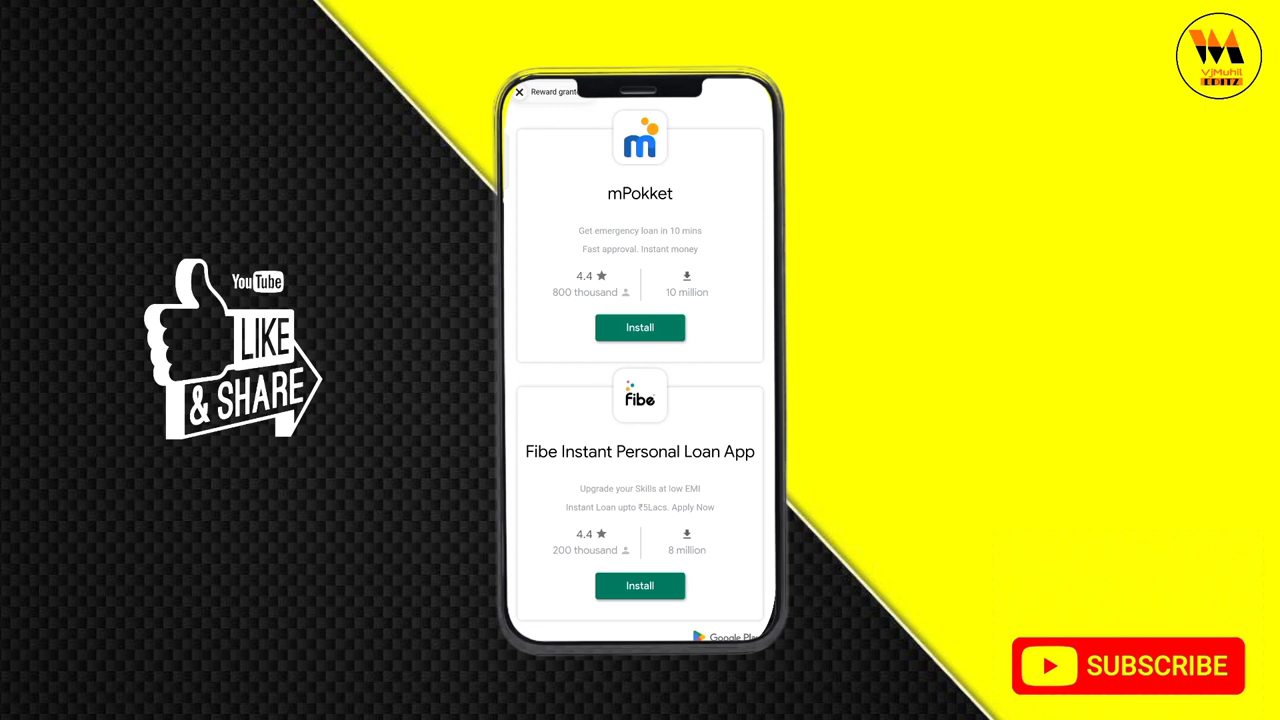 VjMuhil
EDITZ
Reward grant
m
mPokket
Get emergency loan in 10 mins
Fast approval. Instant money
4.4
800 thousand
10 million
Install
YouTube
LIKE
& SHARE
fibe
Fibe Instant Personal Loan App
Upgrade your Skills at low EMI
Instant Loan upto ₹5Lacs. Apply Now
4.4
200 thousand
8 million
Install
Google Play
SUBSCRIBE